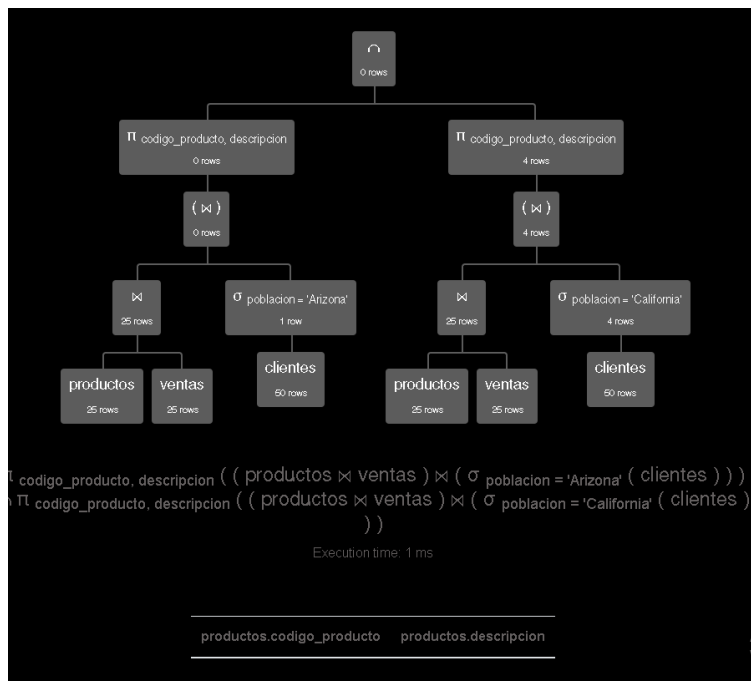 ∩
0 rows
π codigo_producto, descripcion
0 rows
π codigo_producto, descripcion
4 rows
( ⋈ )
0 rows
( ⋈ )
4 rows
⋈
25 rows
σ poblacion = 'Arizona'
1 row
⋈
25 rows
σ poblacion = 'California'
4 rows
productos
25 rows
ventas
25 rows
clientes
50 rows
productos
25 rows
ventas
25 rows
clientes
50 rows
π codigo_producto, descripcion ( ( productos ⋈ ventas ) ⋈ ( σ poblacion = 'Arizona' ( clientes ) ) )
∩ π codigo_producto, descripcion ( ( productos ⋈ ventas ) ⋈ ( σ poblacion = 'California' ( clientes )
) )
Execution time: 1 ms
productos.codigo_producto productos.descripcion